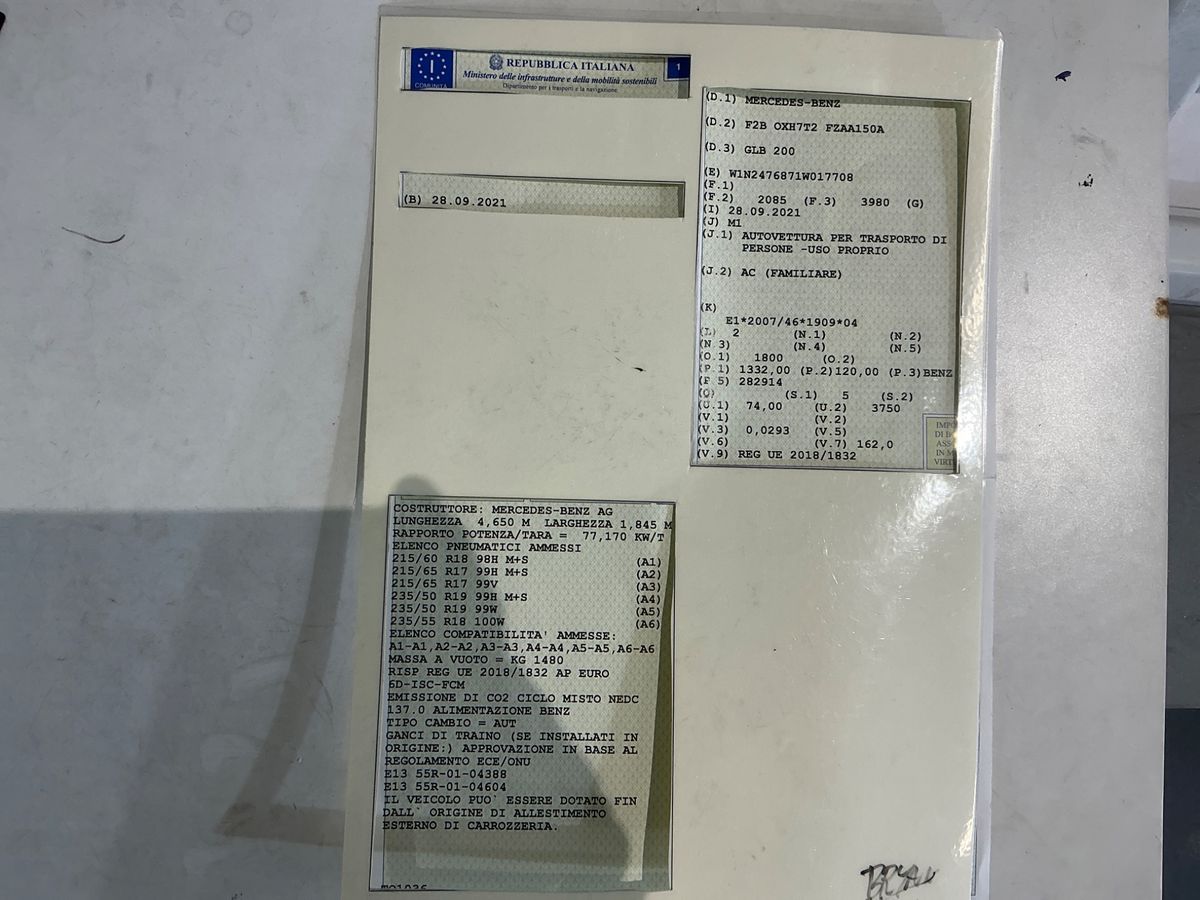 I
COMUNITÀ
REPUBBLICA ITALIANA
Ministero delle infrastrutture e della mobilità sostenibili
Dipartimento per i trasporti e la navigazione
1
(B) 28.09.2021
(D.1) MERCEDES-BENZ
(D.2) F2B OXH7T2 FZAA150A
(D.3) GLB 200
(E) W1N2476871W017708
(F.1)
(F.2) 2085 (F.3) 3980 (G)
(I) 28.09.2021
(J) M1
(J.1) AUTOVETTURA PER TRASPORTO DI
PERSONE -USO PROPRIO
(J.2) AC (FAMILIARE)
(K)
E1*2007/46*1909*04
(L) 2 (N.1) (N.2)
(N.3) (N.4) (N.5)
(O.1) 1800 (O.2)
(P.1) 1332,00 (P.2)120,00 (P.3)BENZ
(P.5) 282914
(Q) (S.1) 5 (S.2)
(U.1) 74,00 (U.2) 3750
(V.1) (V.2)
(V.3) 0,0293 (V.5)
(V.6) (V.7) 162,0
(V.9) REG UE 2018/1832
COSTRUTTORE: MERCEDES-BENZ AG
LUNGHEZZA 4,650 M LARGHEZZA 1,845 M
RAPPORTO POTENZA/TARA = 77,170 KW/T
ELENCO PNEUMATICI AMMESSI
215/60 R18 98H M+S (A1)
215/65 R17 99H M+S (A2)
215/65 R17 99V (A3)
235/50 R19 99H M+S (A4)
235/50 R19 99W (A5)
235/55 R18 100W (A6)
ELENCO COMPATIBILITA' AMMESSE:
A1-A1,A2-A2,A3-A3,A4-A4,A5-A5,A6-A6
MASSA A VUOTO = KG 1480
RISP REG UE 2018/1832 AP EURO
6D-ISC-FCM
EMISSIONE DI CO2 CICLO MISTO NEDC
137.0 ALIMENTAZIONE BENZ
TIPO CAMBIO = AUT
GANCI DI TRAINO (SE INSTALLATI IN
ORIGINE:) APPROVAZIONE IN BASE AL
REGOLAMENTO ECE/ONU
E13 55R-01-04388
E13 55R-01-04604
IL VEICOLO PUO` ESSERE DOTATO FIN
DALL` ORIGINE DI ALLESTIMENTO
ESTERNO DI CARROZZERIA.